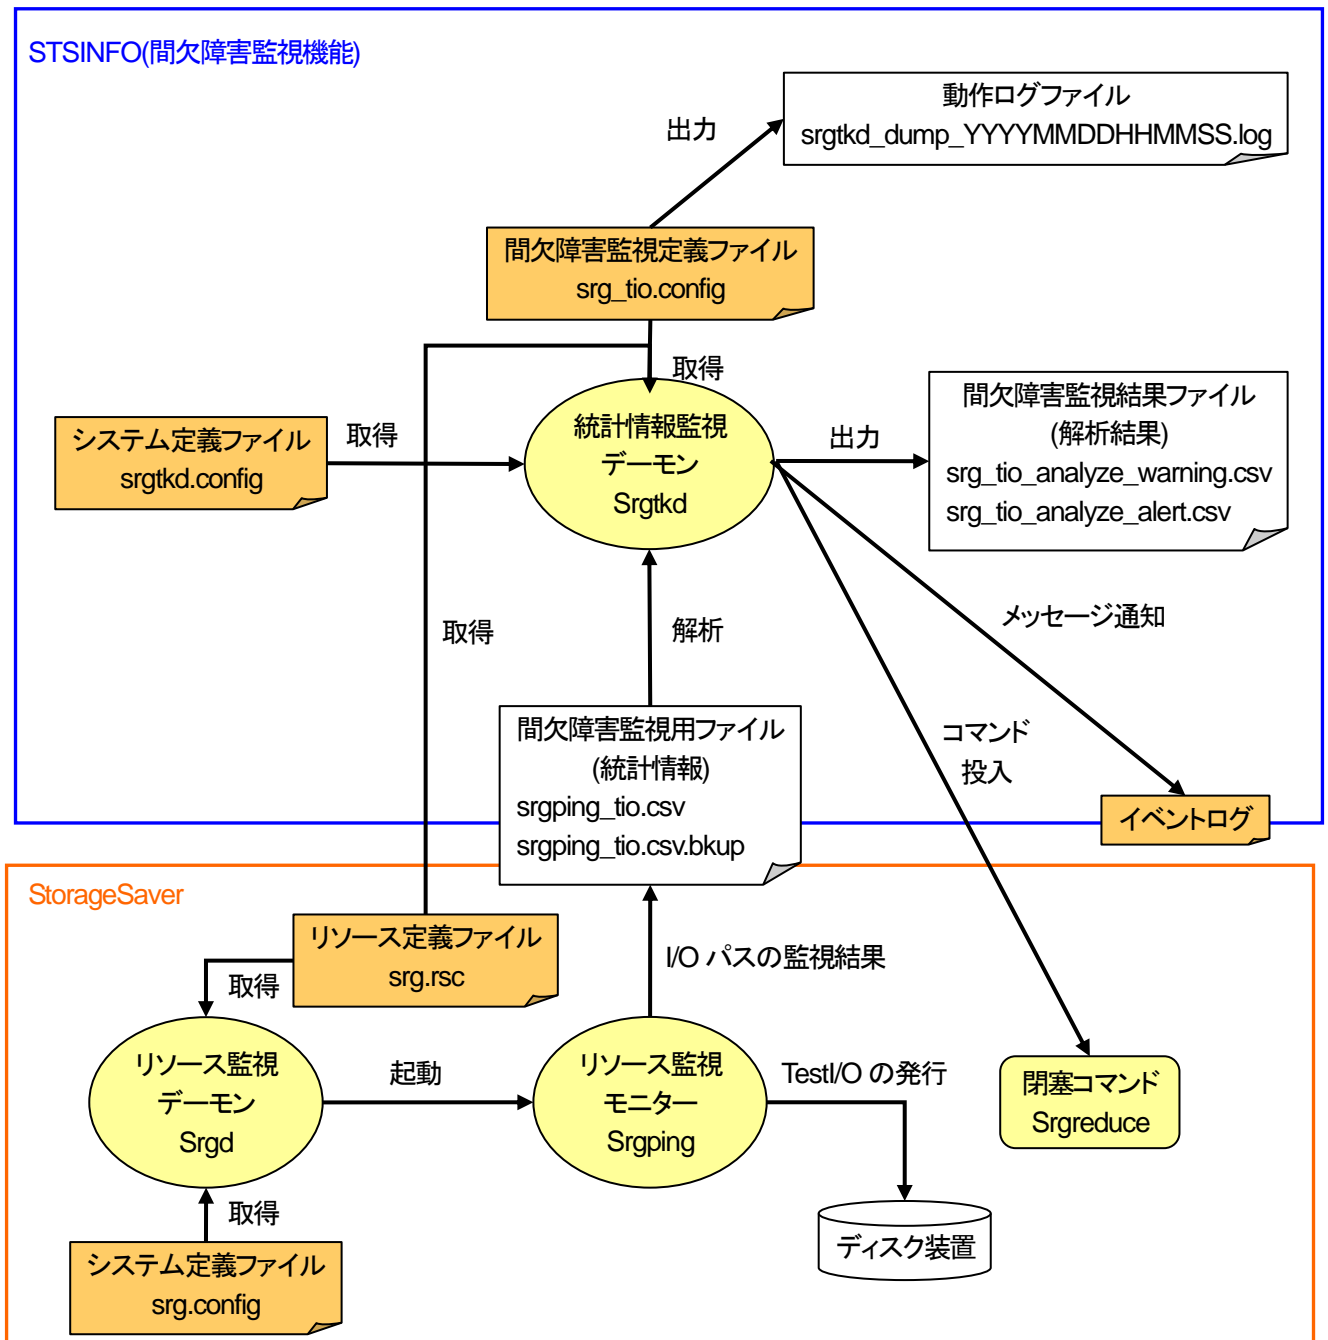 STSINFO(間欠障害監視機能)
動作ログファイル
srgtkd_dump_YYYYMMDDHHMMSS.log
出力
間欠障害監視定義ファイル
srg_tio.config
取得
システム定義ファイル
srgtkd.config
取得
統計情報監視
デーモン
Srgtkd
出力
間欠障害監視結果ファイル
(解析結果)
srg_tio_analyze_warning.csv
srg_tio_analyze_alert.csv
取得
解析
メッセージ通知
コマンド
投入
間欠障害監視用ファイル
(統計情報)
srgping_tio.csv
srgping_tio.csv.bkup
イベントログ
StorageSaver
リソース定義ファイル
srg.rsc
取得
I/O パスの監視結果
リソース監視
デーモン
Srgd
起動
リソース監視
モニター
Srgping
TestI/O の発行
閉塞コマンド
Srgreduce
取得
システム定義ファイル
srg.config
ディスク装置